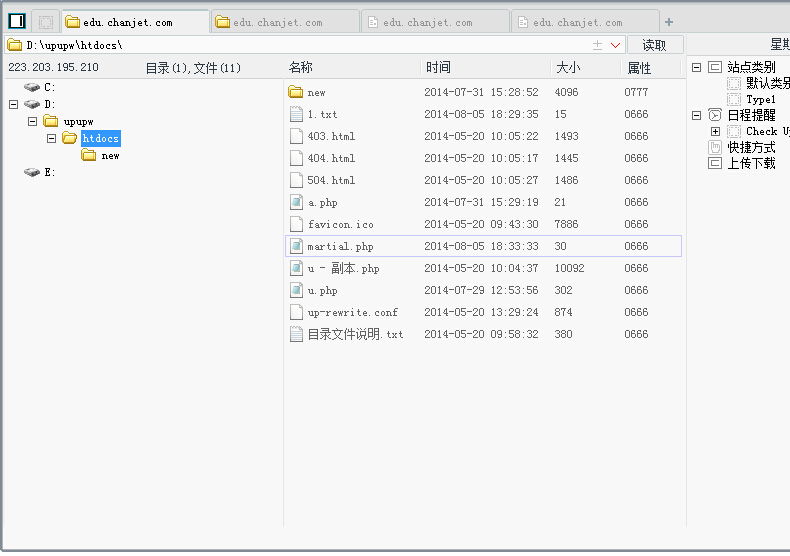 edu.chanjet.com edu.chanjet.com edu.chanjet.com edu.chanjet.com +
D:\upupw\htdocs\ 读取 星期
223.203.195.210 目录(1),文件(11) 名称 时间 大小 属性
C:
D:
upupw
htdocs
new
E:
new 2014-07-31 15:28:52 4096 0777
1.txt 2014-08-05 18:29:35 15 0666
403.html 2014-05-20 10:05:22 1493 0666
404.html 2014-05-20 10:05:17 1445 0666
504.html 2014-05-20 10:05:27 1486 0666
a.php 2014-07-31 15:29:19 21 0666
favicon.ico 2014-05-20 09:43:30 7886 0666
martial.php 2014-08-05 18:33:33 30 0666
u - 副本.php 2014-05-20 10:04:37 10092 0666
u.php 2014-07-29 12:53:56 302 0666
up-rewrite.conf 2014-05-20 13:29:24 874 0666
目录文件说明.txt 2014-05-20 09:58:32 380 0666
站点类别
默认类别
Type1
日程提醒
Check U
快捷方式
上传下载